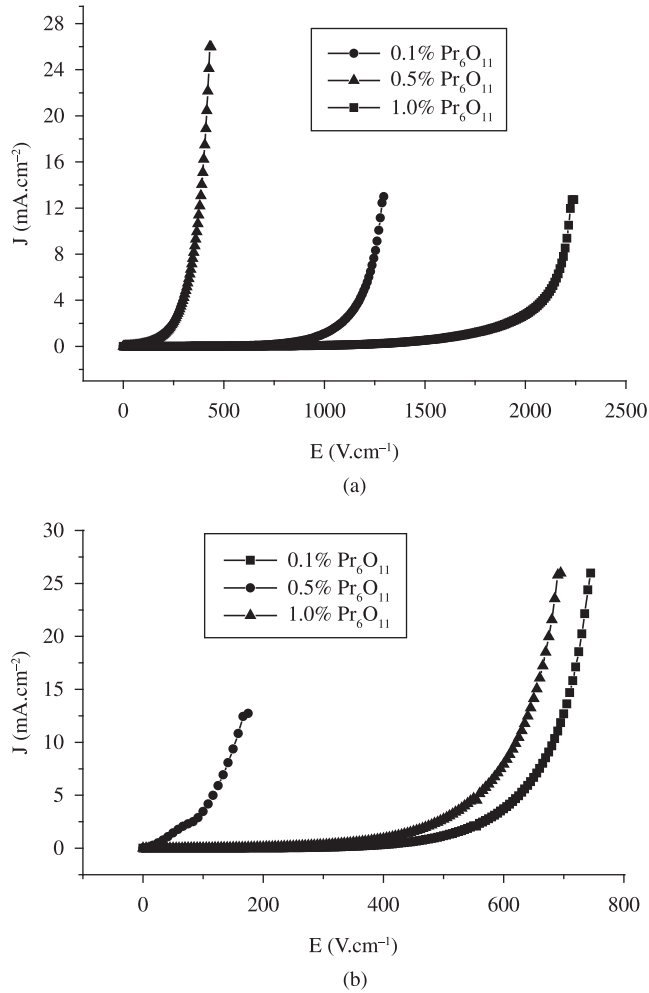 28
24
20
16
12
8
4
0
J (mA.cm⁻²)
0.1% Pr₆O₁₁
0.5% Pr₆O₁₁
1.0% Pr₆O₁₁
0 500 1000 1500 2000 2500
E (V.cm⁻¹)
(a)
30
25
20
15
10
5
0
J (mA.cm⁻²)
0.1% Pr₆O₁₁
0.5% Pr₆O₁₁
1.0% Pr₆O₁₁
0 200 400 600 800
E (V.cm⁻¹)
(b)